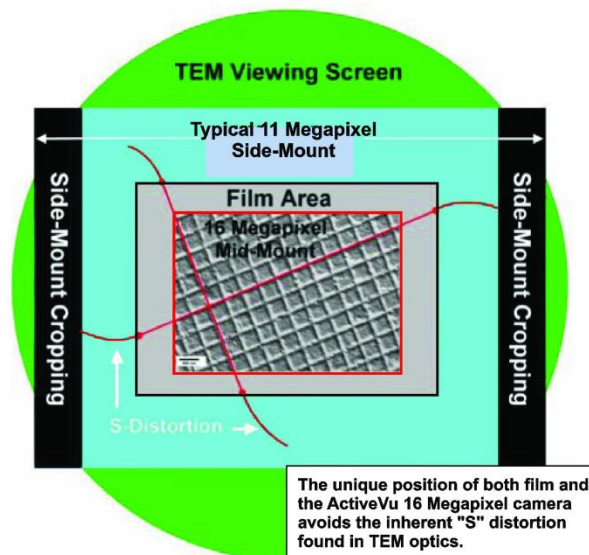 TEM Viewing Screen
Typical 11 Megapixel
Side-Mount
Side-Mount Cropping
Film Area
16 Megapixel
Mid-Mount
Side-Mount Cropping
S-Distortion
The unique position of both film and
the ActiveVu 16 Megapixel camera
avoids the inherent "S" distortion
found in TEM optics.